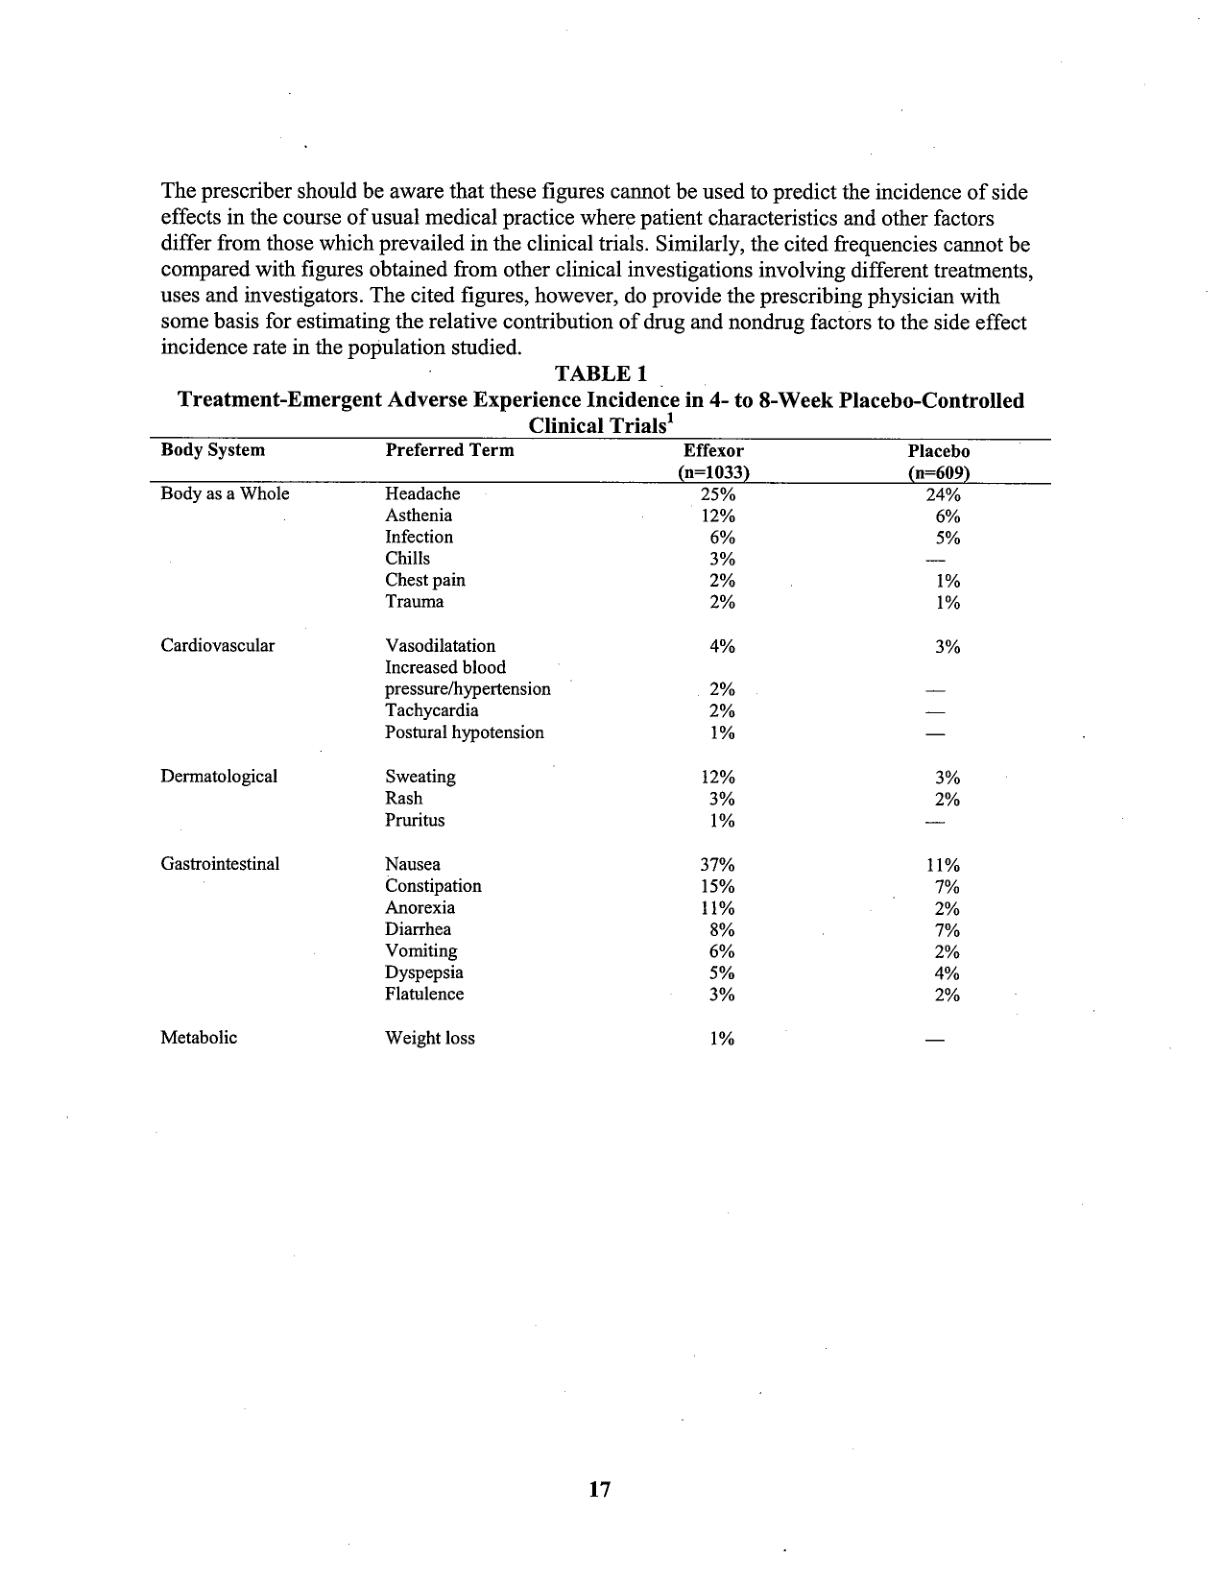 The prescriber should be aware that these figures cannot be used to predict the incidence of side
effects in the course of usual medical practice where patient characteristics and other factors
differ from those which prevailed in the clinical trials. Similarly, the cited frequencies cannot be
compared with figures obtained from other clinical investigations involving different treatments,
uses and investigators. The cited figures, however, do provide the prescribing physician with
some basis for estimating the relative contribution of drug and nondrug factors to the side effect
incidence rate in the population studied.
TABLE 1
Treatment-Emergent Adverse Experience Incidence in 4- to 8-Week Placebo-Controlled
Clinical Trials¹
Body System Preferred Term Effexor Placebo
(n=1033) (n=609)
Body as a Whole Headache 25% 24%
Asthenia 12% 6%
Infection 6% 5%
Chills 3% —
Chest pain 2% 1%
Trauma 2% 1%
Cardiovascular Vasodilatation 4% 3%
Increased blood
pressure/hypertension 2% —
Tachycardia 2% —
Postural hypotension 1% —
Dermatological Sweating 12% 3%
Rash 3% 2%
Pruritus 1% —
Gastrointestinal Nausea 37% 11%
Constipation 15% 7%
Anorexia 11% 2%
Diarrhea 8% 7%
Vomiting 6% 2%
Dyspepsia 5% 4%
Flatulence 3% 2%
Metabolic Weight loss 1% —
17